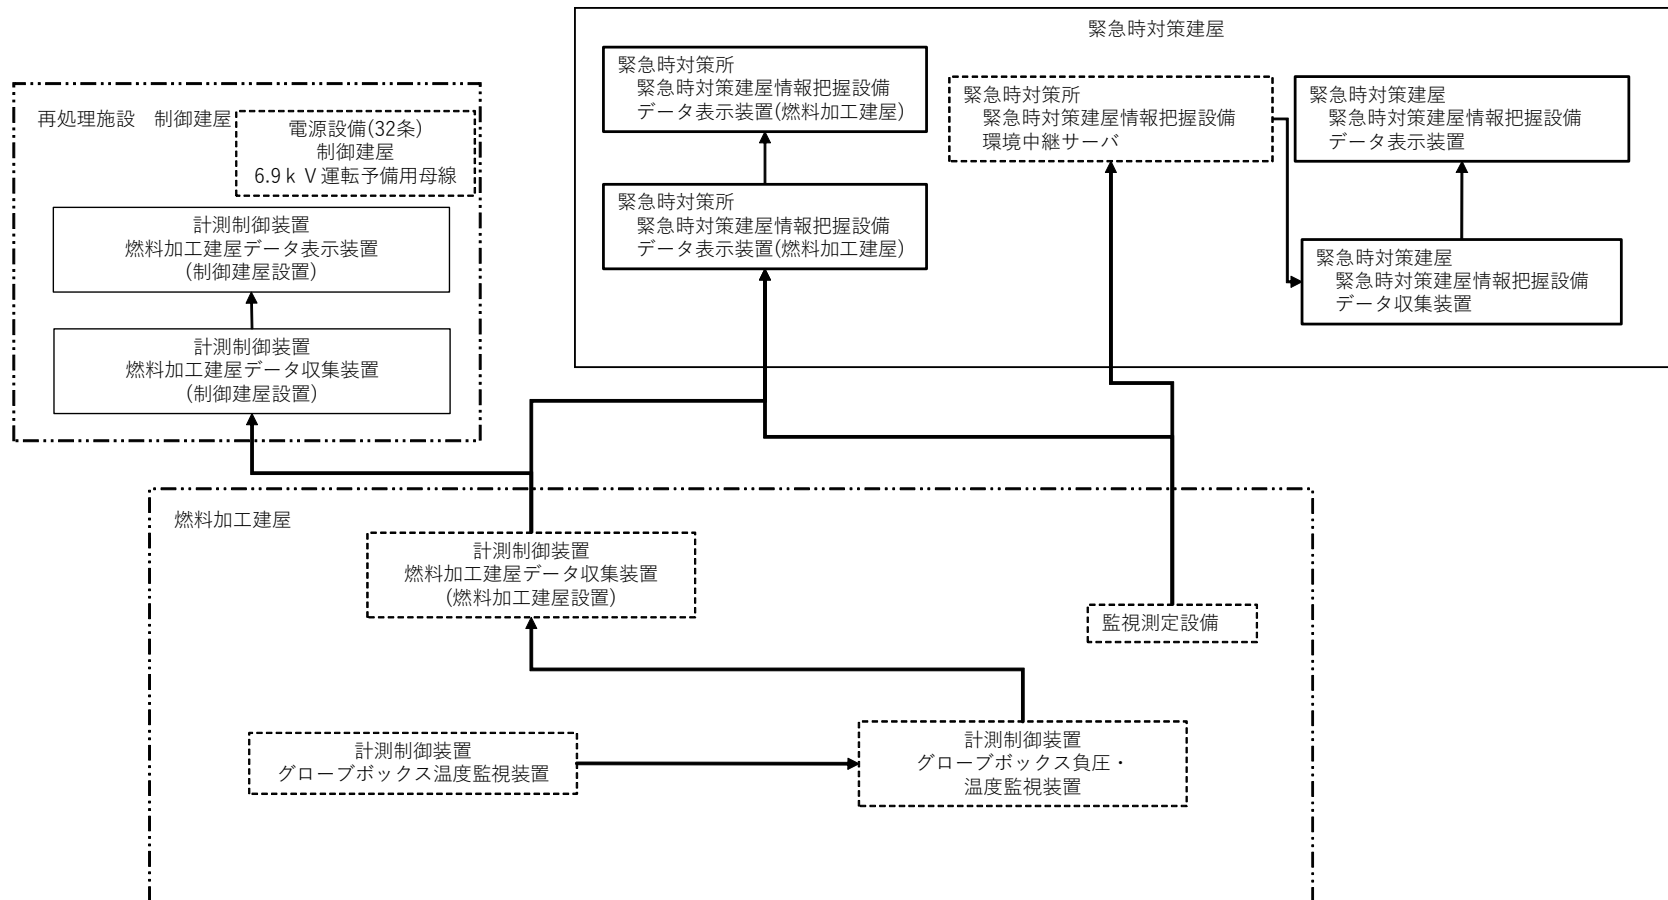 緊急時対策建屋
緊急時対策所
緊急時対策建屋情報把握設備
データ表示装置(燃料加工建屋)
緊急時対策所
緊急時対策建屋情報把握設備
環境中継サーバ
緊急時対策建屋
緊急時対策建屋情報把握設備
データ表示装置
緊急時対策所
緊急時対策建屋情報把握設備
データ表示装置(燃料加工建屋)
緊急時対策建屋
緊急時対策建屋情報把握設備
データ収集装置
再処理施設　制御建屋
電源設備(32条)
制御建屋
6.9ｋＶ運転予備用母線
計測制御装置
燃料加工建屋データ表示装置
(制御建屋設置)
計測制御装置
燃料加工建屋データ収集装置
(制御建屋設置)
燃料加工建屋
計測制御装置
燃料加工建屋データ収集装置
(燃料加工建屋設置)
監視測定設備
計測制御装置
グローブボックス温度監視装置
計測制御装置
グローブボックス負圧・
温度監視装置